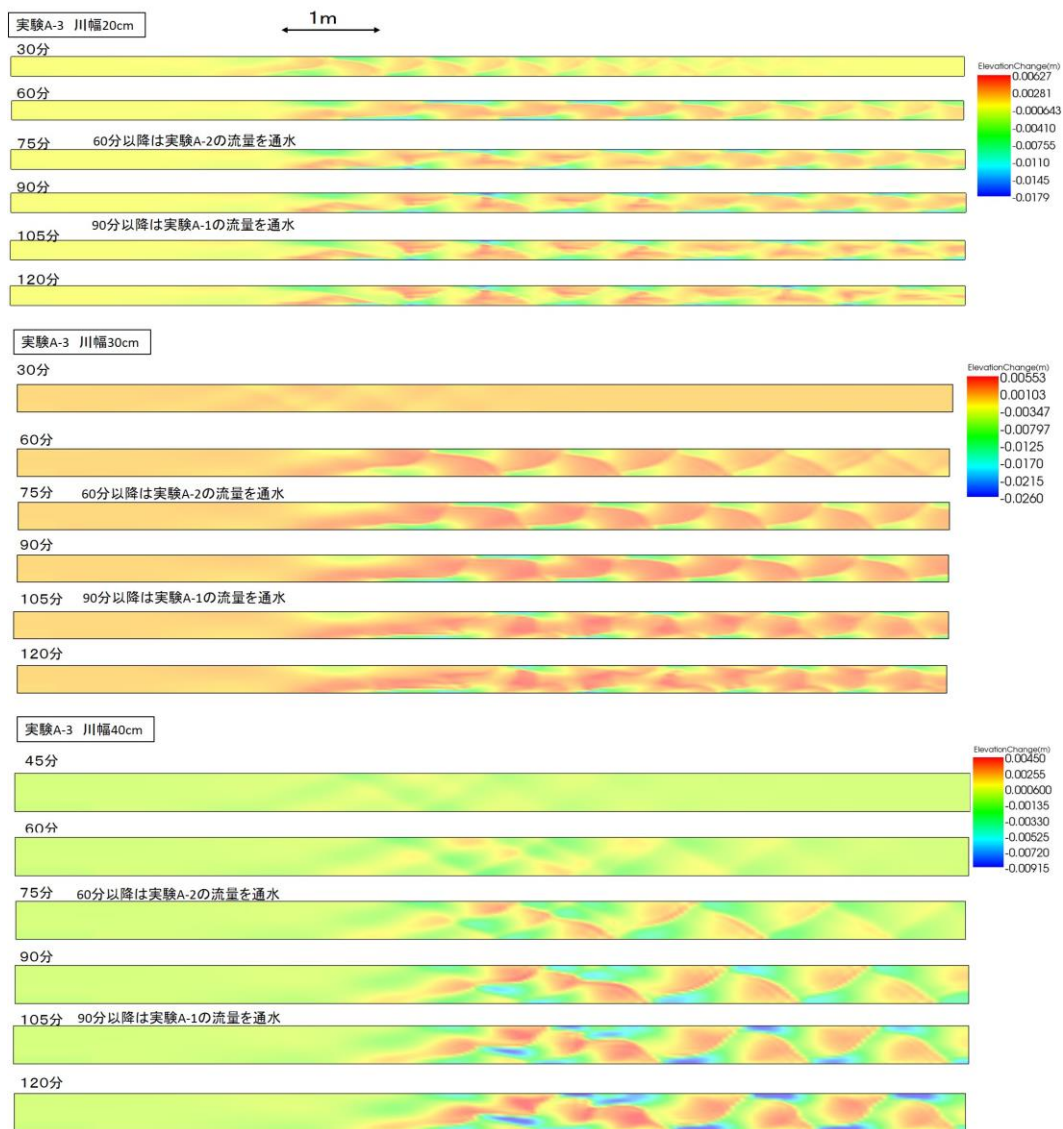 実験A-3 川幅20cm
1m
30分
60分
75分 60分以降は実験A-2の流量を通水
90分
90分以降は実験A-1の流量を通水
105分
120分
ElevationChange(m)
0.00627
0.00281
-0.000643
-0.00410
-0.00755
-0.0110
-0.0145
-0.0179
実験A-3 川幅30cm
30分
60分
75分 60分以降は実験A-2の流量を通水
90分
105分 90分以降は実験A-1の流量を通水
120分
ElevationChange(m)
0.00553
0.00103
-0.00347
-0.00797
-0.0125
-0.0170
-0.0215
-0.0260
実験A-3 川幅40cm
45分
60分
75分 60分以降は実験A-2の流量を通水
90分
105分 90分以降は実験A-1の流量を通水
120分
ElevationChange(m)
0.00450
0.00255
0.000600
-0.00135
-0.00330
-0.00525
-0.00720
-0.00915